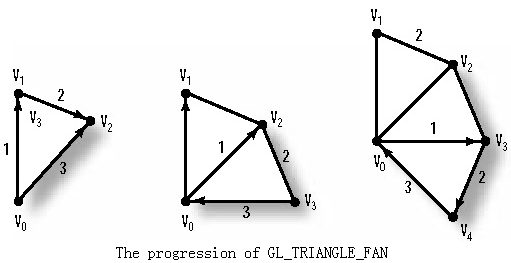 V1
2
V3
V2
1
3
V0
V1
V2
1
2
V0
3
V3
V1
2
V2
1
V0
V3
3
2
V4
The progression of GL_TRIANGLE_FAN